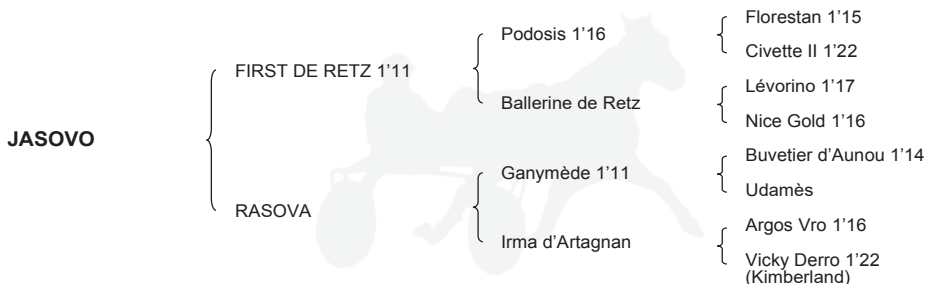 JASOVO
FIRST DE RETZ 1’11
RASOVA
Podosis 1’16
Ballerine de Retz
Ganymède 1’11
Irma d’Artagnan
Florestan 1’15
Civette II 1’22
Lévorino 1’17
Nice Gold 1’16
Buvetier d’Aunou 1’14
Udamès
Argos Vro 1’16
Vicky Derro 1’22
(Kimberland)